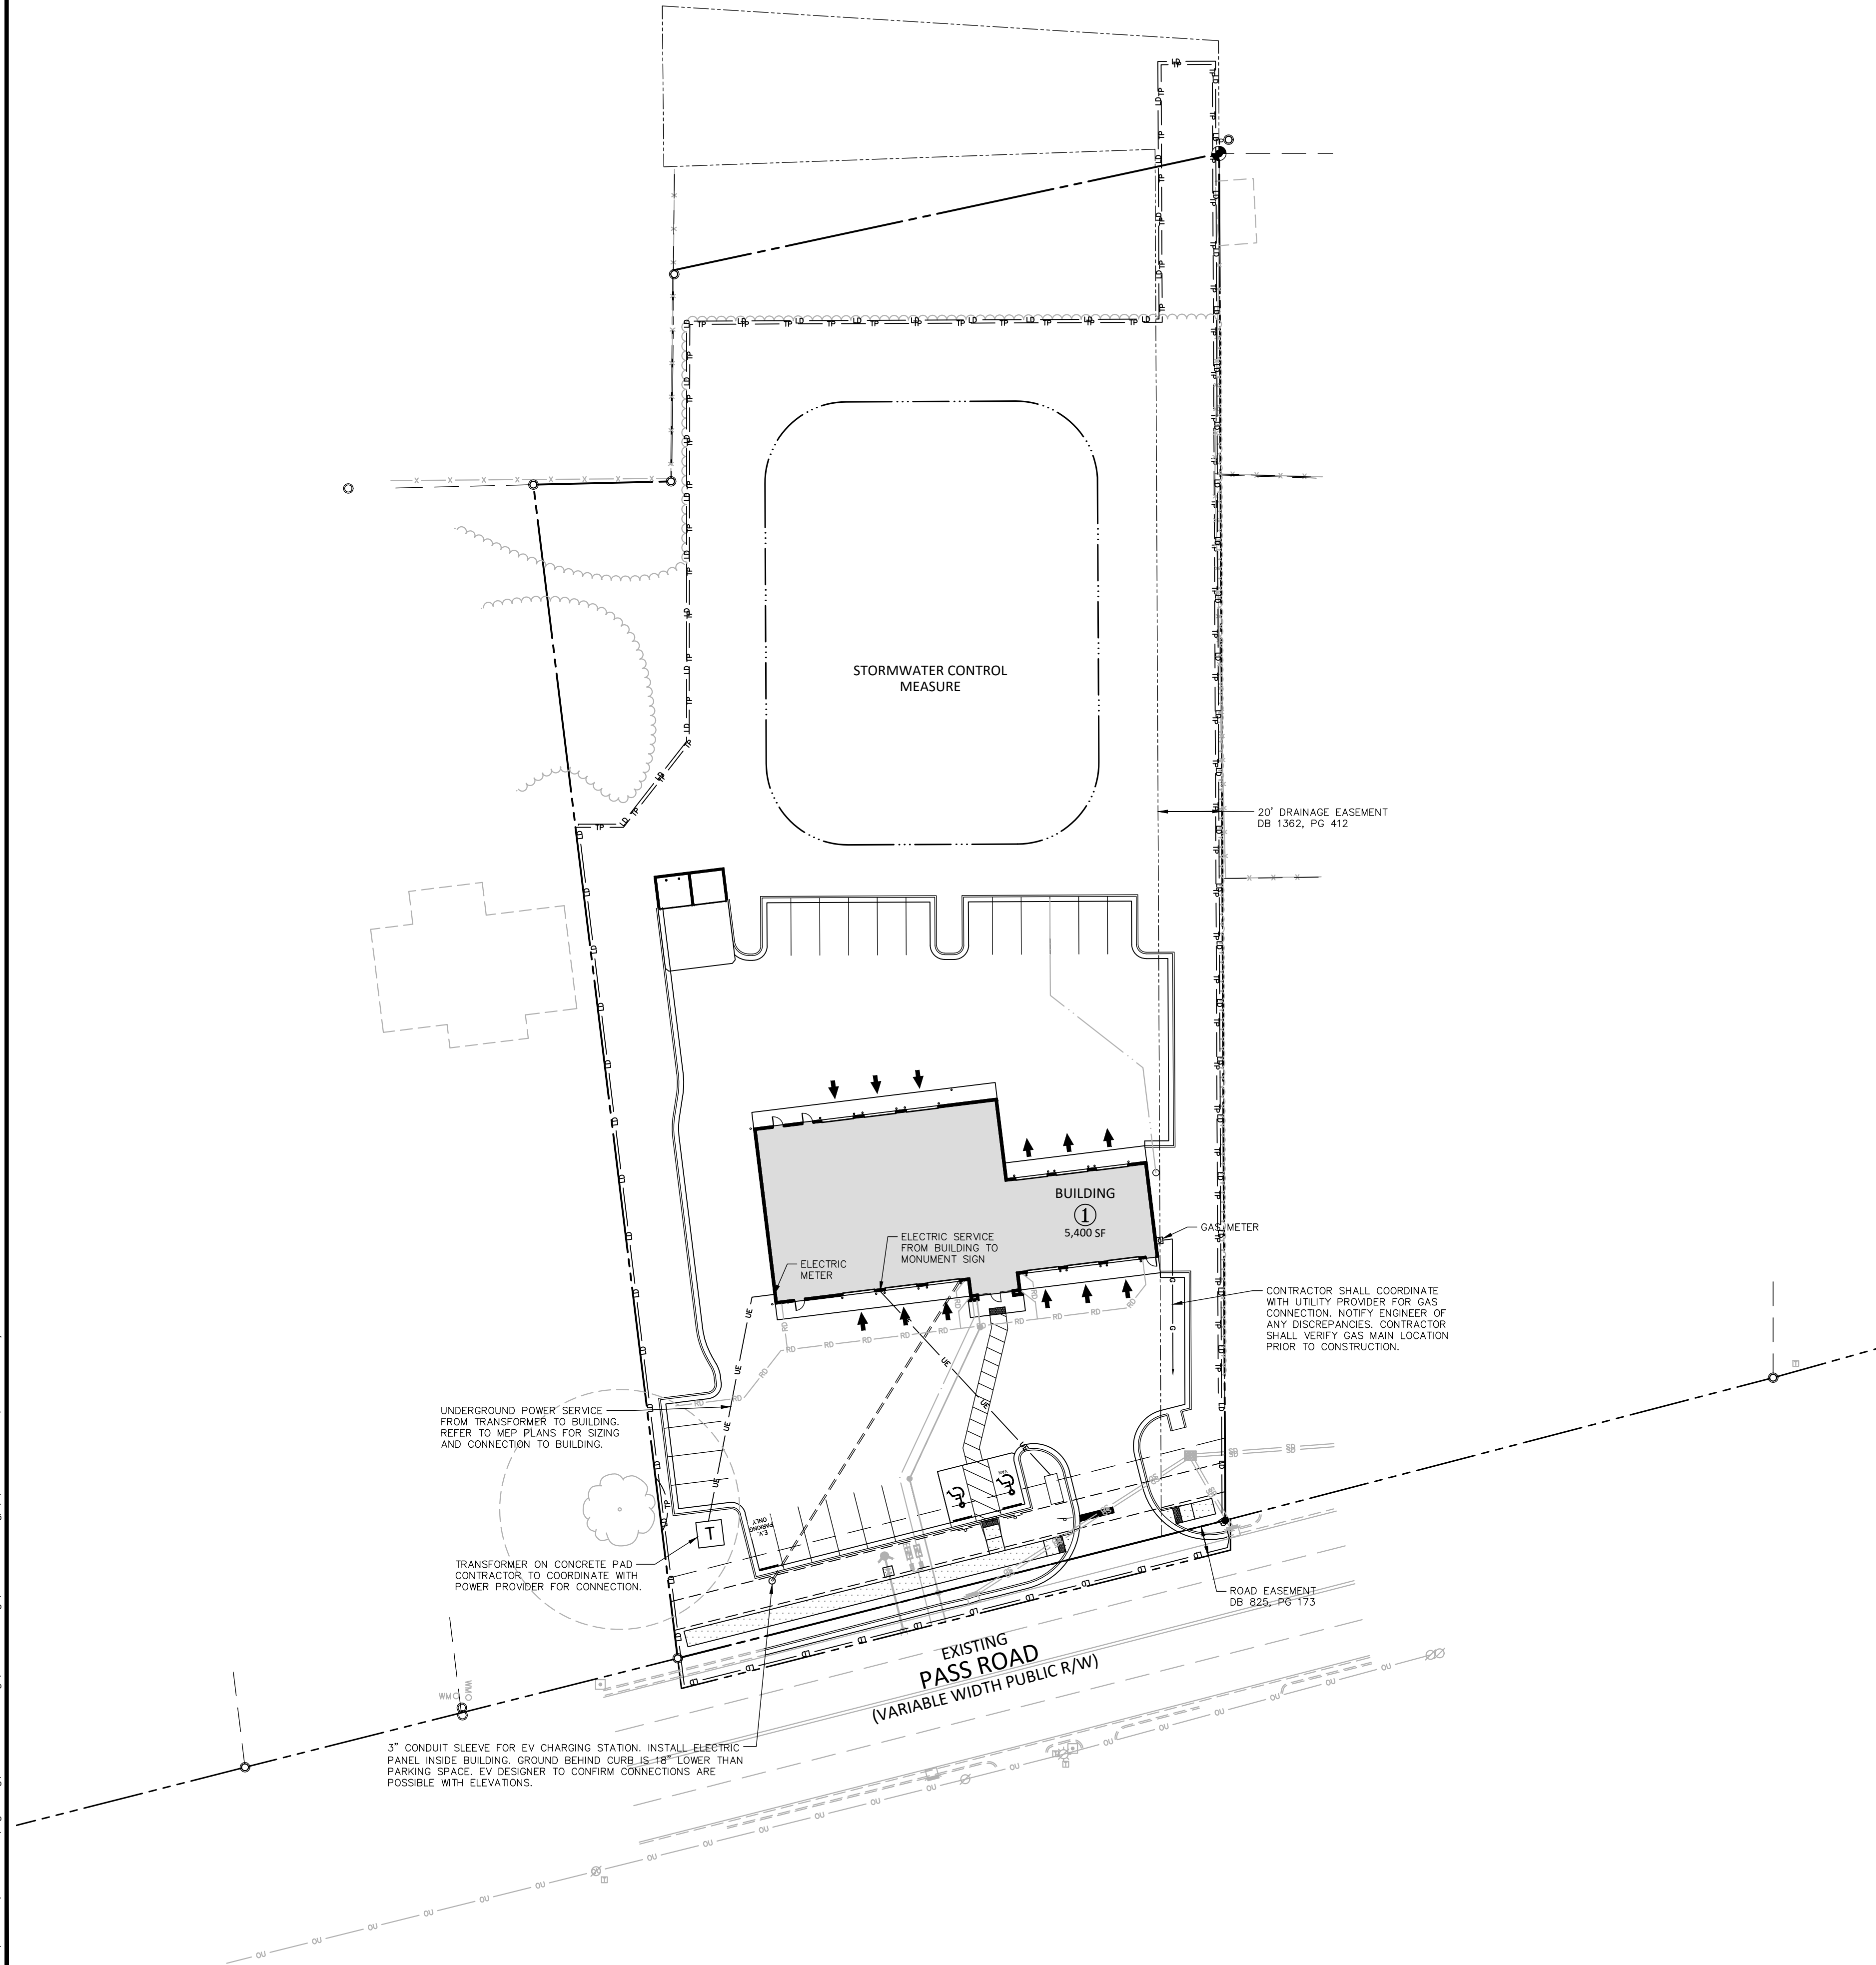 STORMWATER CONTROL
MEASURE
20' DRAINAGE EASEMENT
DB 1362, PG 412
BUILDING
1
5,400 SF
GAS METER
ELECTRIC SERVICE
FROM BUILDING TO
MONUMENT SIGN
ELECTRIC
METER
CONTRACTOR SHALL COORDINATE
WITH UTILITY PROVIDER FOR GAS
CONNECTION. NOTIFY ENGINEER OF
ANY DISCREPANCIES. CONTRACTOR
SHALL VERIFY GAS MAIN LOCATION
PRIOR TO CONSTRUCTION.
UNDERGROUND POWER SERVICE
FROM TRANSFORMER TO BUILDING.
REFER TO MEP PLANS FOR SIZING
AND CONNECTION TO BUILDING.
VAN
E.V.
PARKING
ONLY
T
TRANSFORMER ON CONCRETE PAD
CONTRACTOR TO COORDINATE WITH
POWER PROVIDER FOR CONNECTION.
ROAD EASEMENT
DB 825, PG 173
EXISTING
PASS ROAD
(VARIABLE WIDTH PUBLIC R/W)
WMO
WMO
3" CONDUIT SLEEVE FOR EV CHARGING STATION. INSTALL ELECTRIC
PANEL INSIDE BUILDING. GROUND BEHIND CURB IS 18" LOWER THAN
PARKING SPACE. EV DESIGNER TO CONFIRM CONNECTIONS ARE
POSSIBLE WITH ELEVATIONS.